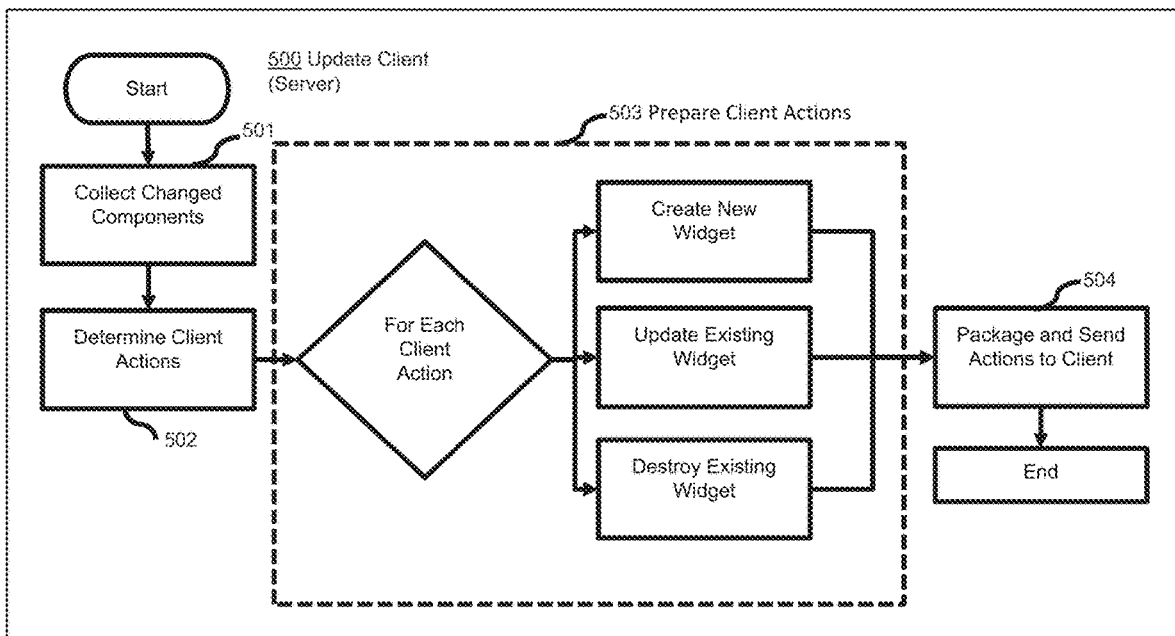 500 Update Client
(Server)
Start
501
Collect Changed
Components
Determine Client
Actions
502
503 Prepare Client Actions
For Each
Client
Action
Create New
Widget
Update Existing
Widget
Destroy Existing
Widget
504
Package and Send
Actions to Client
End